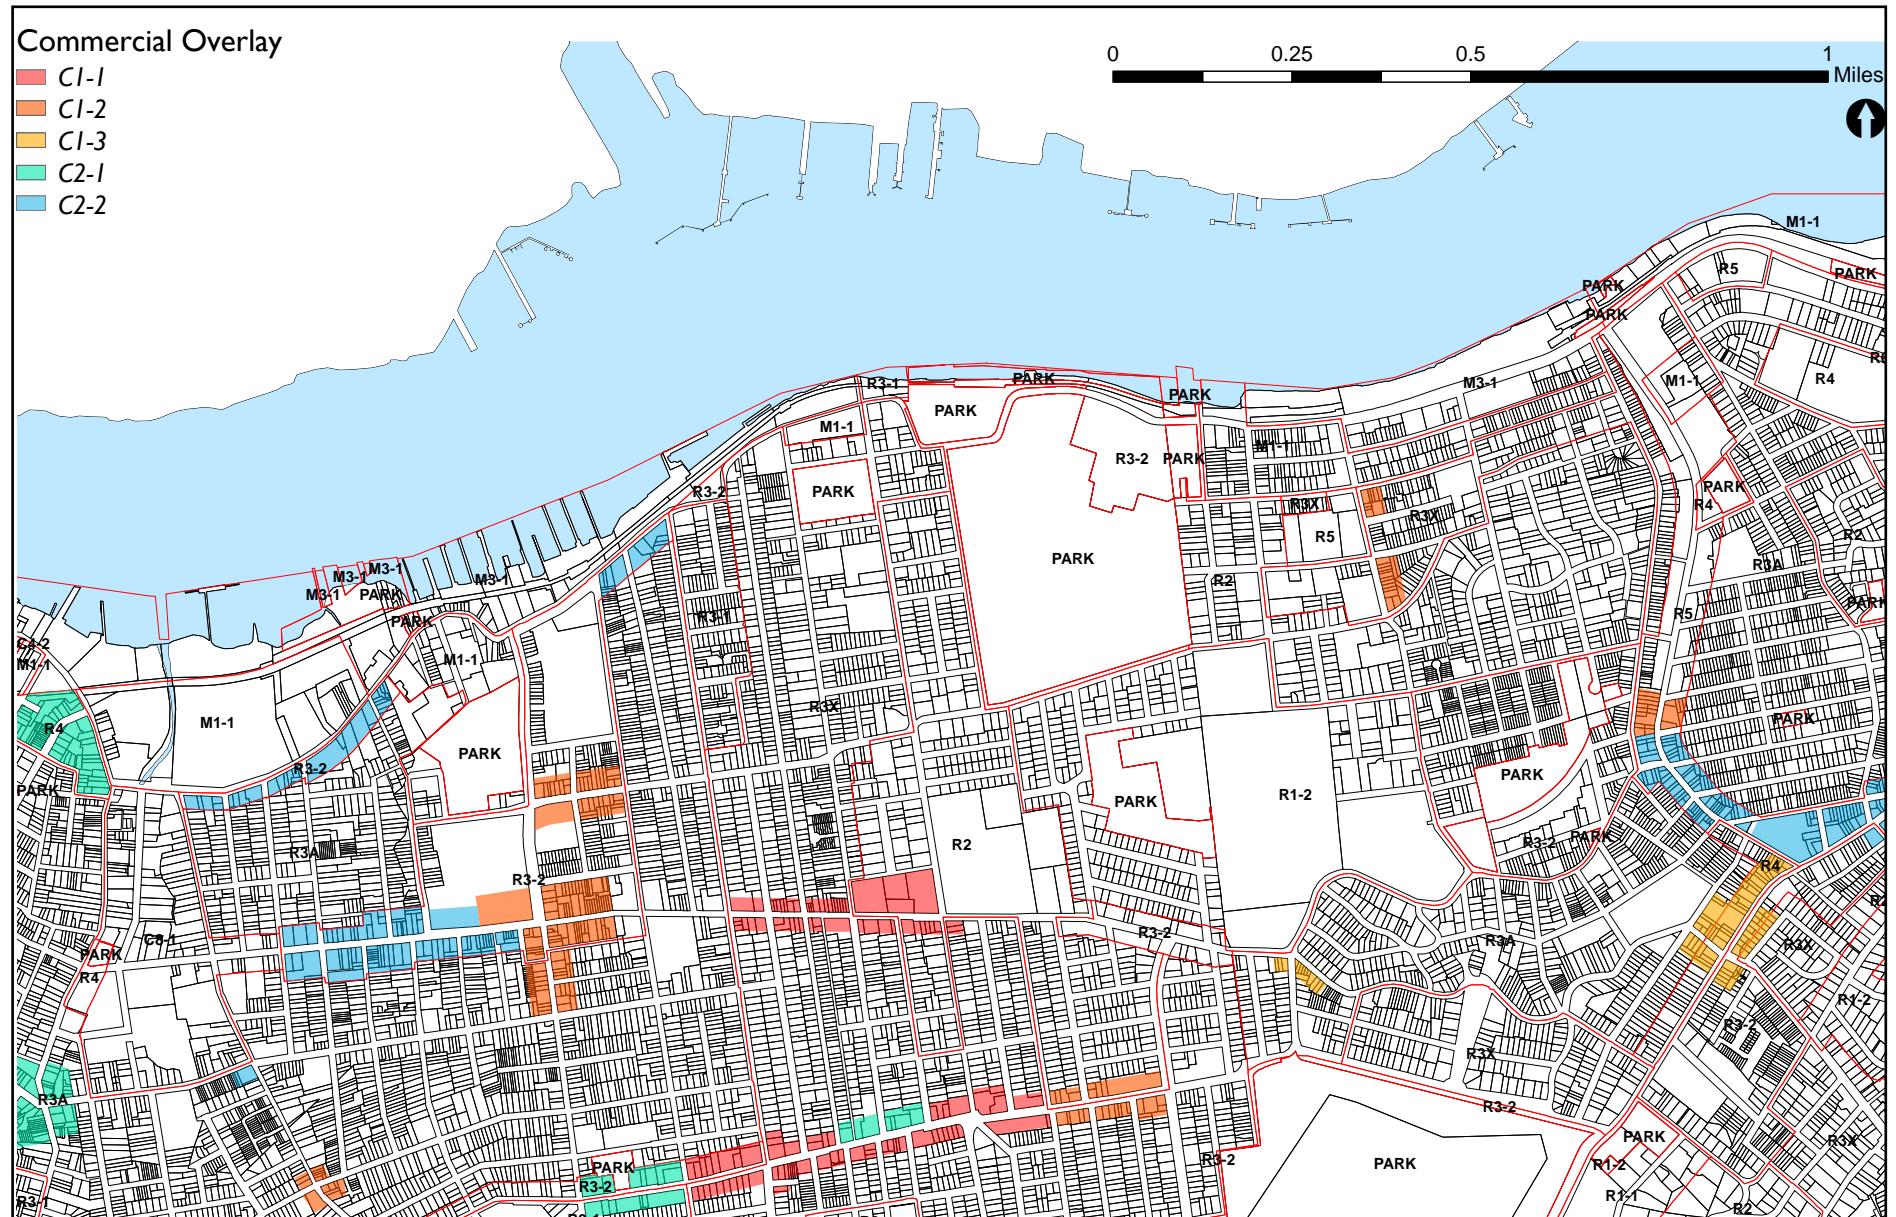 Commercial Overlay
C1-1
C1-2
C1-3
C2-1
C2-2
0 0.25 0.5 1
Miles
M1-1
R5
PARK
PARK
PARK
R4
M1-1
M3-1
R3-1
PARK
PARK
PARK
M1-1
R3-2
PARK
M1-1
PARK
R3-2
R3X
R5
R3X
PARK
R4
R2
PARK
R3A
R2
M3-1
M3-1
M3-1
PARK
M3-1
PARK
R3-1
R5
PARK
C4-2
M1-1
M1-1
R4
M1-1
R3X
PARK
PARK
R3-2
PARK
PARK
PARK
R1-2
R3A
R3-2
R2
R3-2
PARK
R4
C8-1
PARK
R4
R3-2
R3A
R3X
R1-2
R3-2
R3X
R3A
R3-2
PARK
R3-2
R3-2
PARK
PARK
R1-2
R3X
R1-1
R2
R3-1